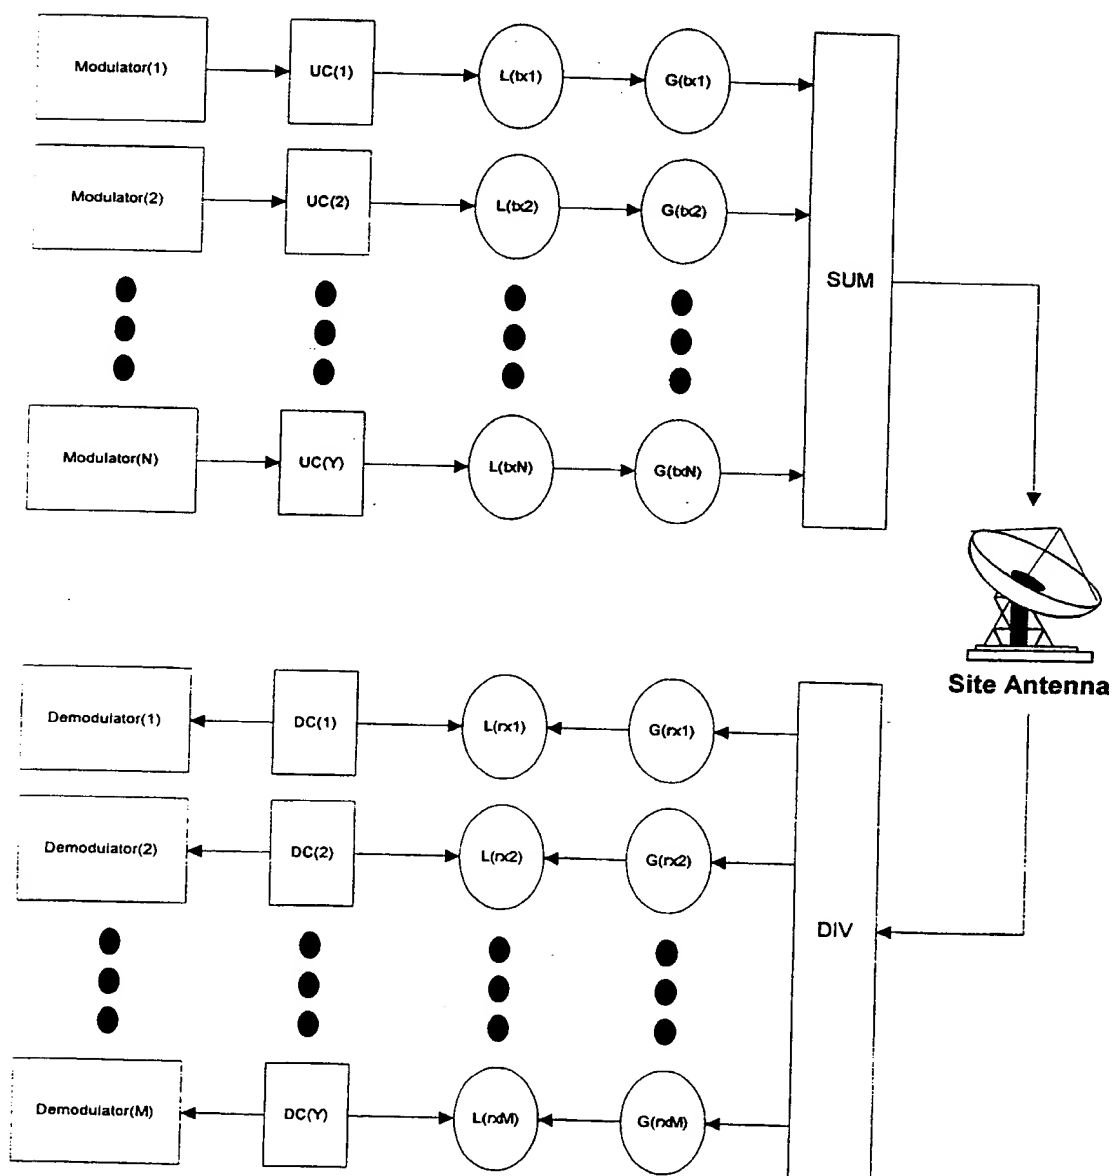 Modulator(1) UC(1) L(tx1) G(tx1)
Modulator(2) UC(2) L(tx2) G(tx2)
SUM
Modulator(N) UC(Y) L(txN) G(txN)
Site Antenna
Demodulator(1) DC(1) L(rx1) G(rx1)
Demodulator(2) DC(2) L(rx2) G(rx2)
DIV
Demodulator(M) DC(Y) L(rxM) G(rxM)